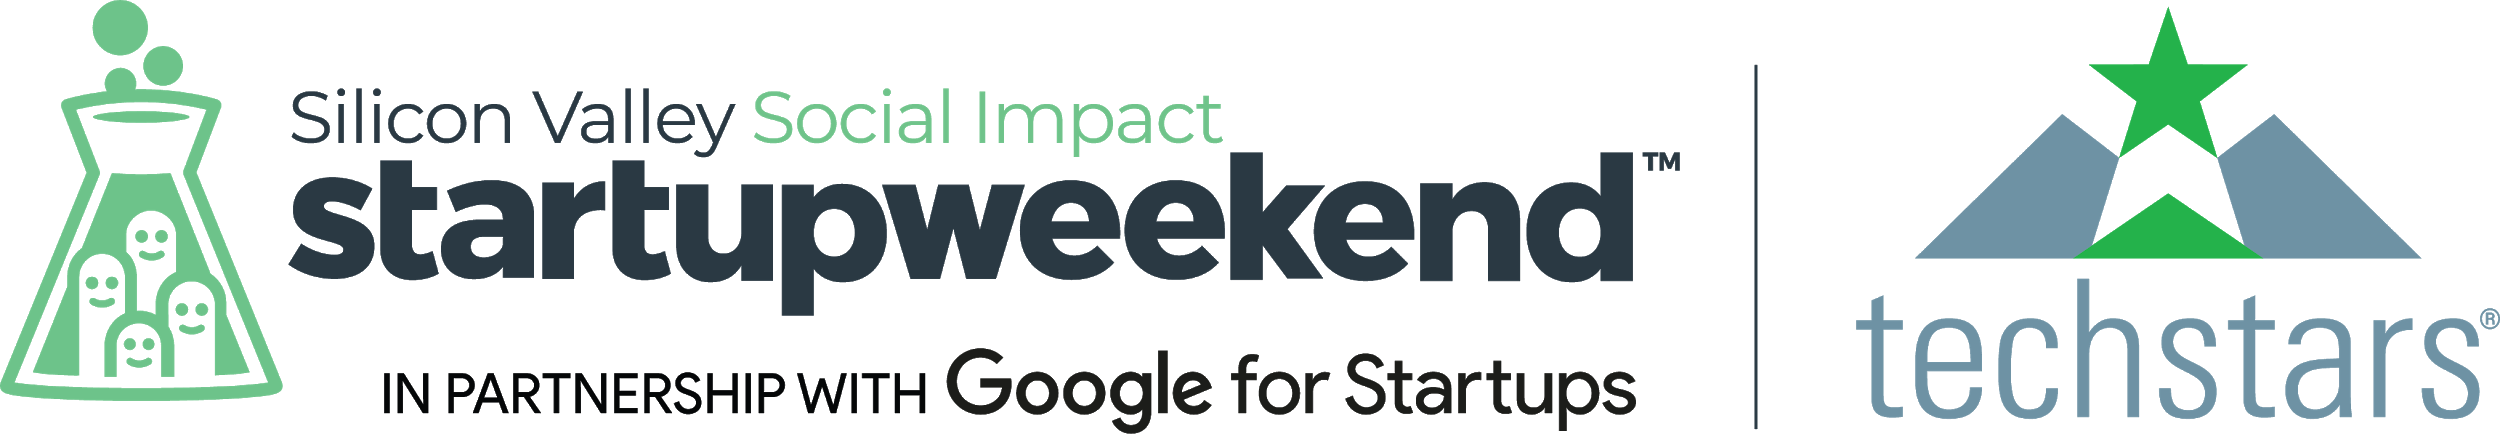 Silicon Valley Social Impact
startupweekend™
IN PARTNERSHIP WITH Google for Startups
techstars®